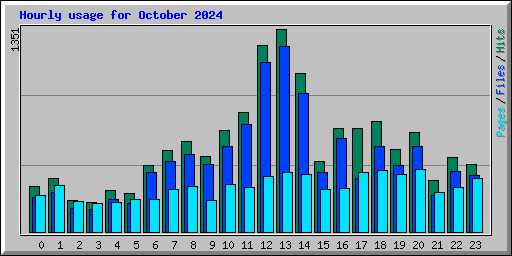 Hourly usage for October 2024
1351
Pages/Files/Hits
0 1 2 3 4 5 6 7 8 9 10 11 12 13 14 15 16 17 18 19 20 21 22 23